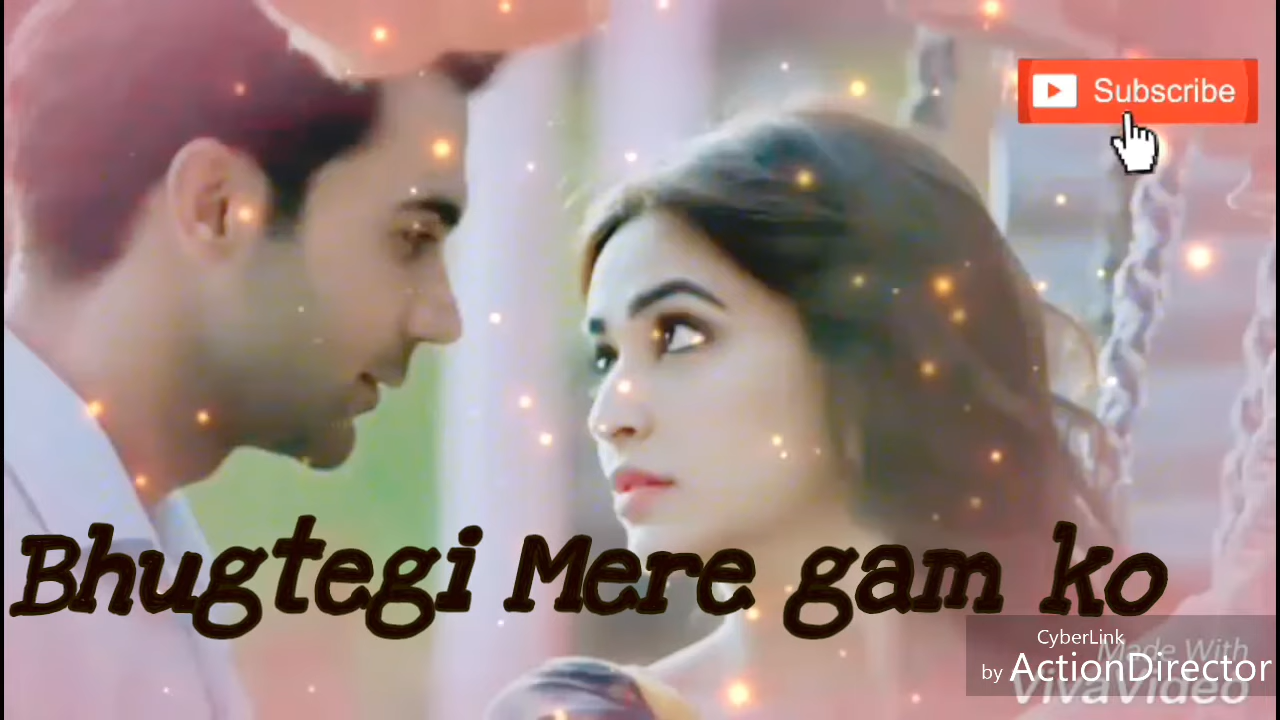 Subscribe
Bhugtegi Mere gam ko
CyberLink
Made With
by ActionDirector
VivaVideo